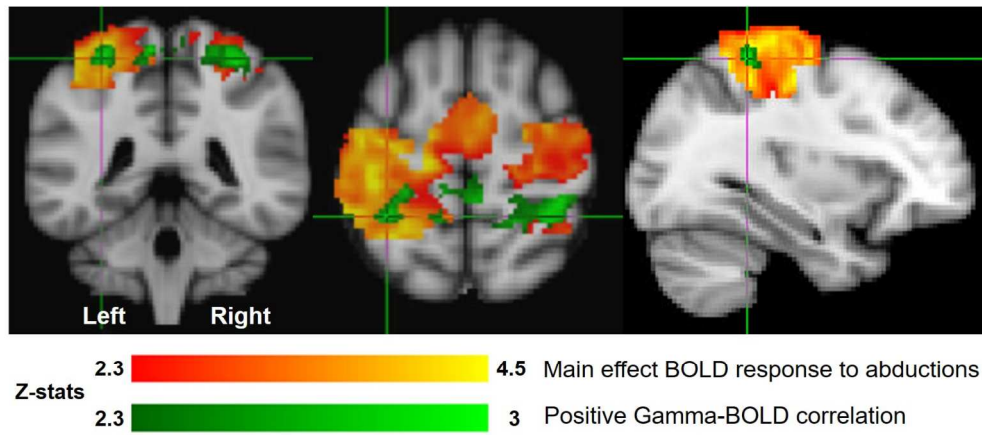 Left Right
2.3 4.5 Main effect BOLD response to abductions
Z-stats
2.3 3 Positive Gamma-BOLD correlation